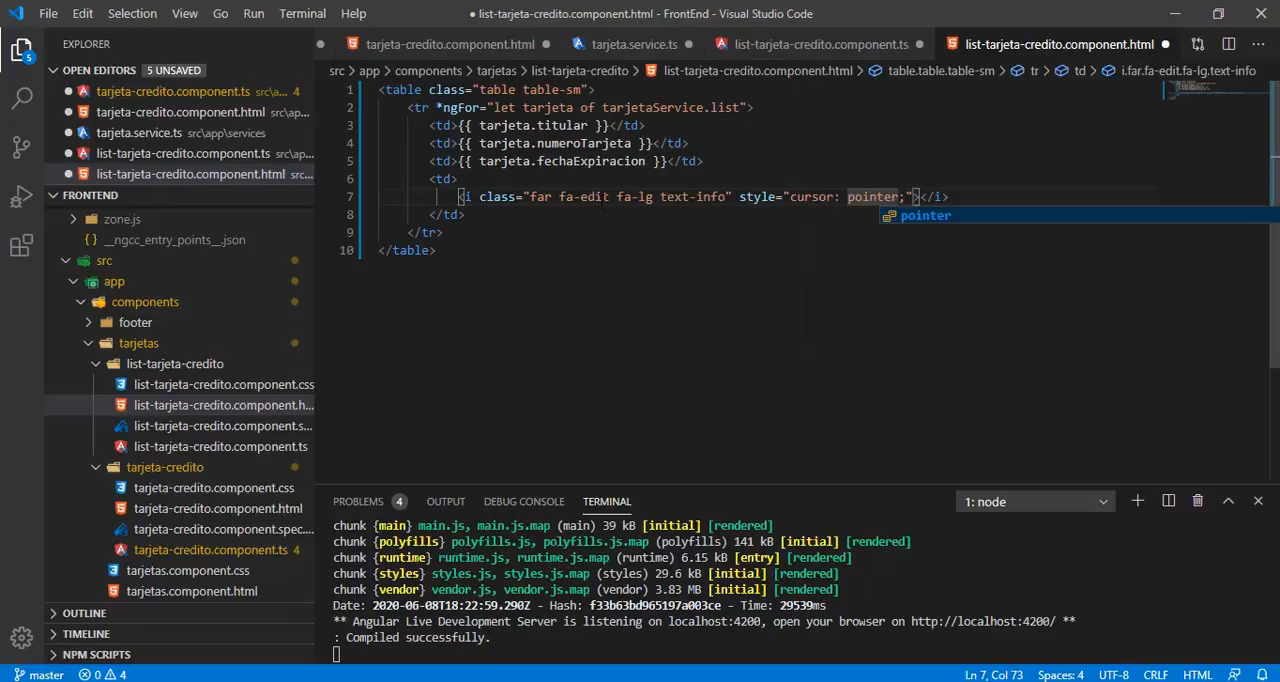 File Edit Selection View Go Run Terminal Help
● list-tarjeta-credito.component.html - FrontEnd - Visual Studio Code
EXPLORER
OPEN EDITORS 5 UNSAVED
tarjeta-credito.component.ts src\a... 4
tarjeta-credito.component.html src\ap...
tarjeta.service.ts src\app\services
list-tarjeta-credito.component.ts src\ap...
list-tarjeta-credito.component.html src...
FRONTEND
zone.js
{ } __ngcc_entry_points__.json
src
app
components
footer
tarjetas
list-tarjeta-credito
list-tarjeta-credito.component.css
list-tarjeta-credito.component.h...
list-tarjeta-credito.component.s...
list-tarjeta-credito.component.ts
tarjeta-credito
tarjeta-credito.component.css
tarjeta-credito.component.html
tarjeta-credito.component.spec...
tarjeta-credito.component.ts 4
tarjetas.component.css
tarjetas.component.html
OUTLINE
TIMELINE
NPM SCRIPTS
5
tarjeta-credito.component.html tarjeta.service.ts list-tarjeta-credito.component.ts list-tarjeta-credito.component.html
src > app > components > tarjetas > list-tarjeta-credito > list-tarjeta-credito.component.html > table.table.table-sm > tr > td > i.far.fa-edit.fa-lg.text-info
1 <table class="table table-sm">
2 <tr *ngFor="let tarjeta of tarjetaService.list">
3 <td>{{ tarjeta.titular }}</td>
4 <td>{{ tarjeta.numeroTarjeta }}</td>
5 <td>{{ tarjeta.fechaExpiracion }}</td>
6 <td>
7 <i class="far fa-edit fa-lg text-info" style="cursor: pointer;"></i>
pointer
8 </td>
9 </tr>
10 </table>
PROBLEMS 4 OUTPUT DEBUG CONSOLE TERMINAL 1: node
chunk {main} main.js, main.js.map (main) 39 kB [initial] [rendered]
chunk {polyfills} polyfills.js, polyfills.js.map (polyfills) 141 kB [initial] [rendered]
chunk {runtime} runtime.js, runtime.js.map (runtime) 6.15 kB [entry] [rendered]
chunk {styles} styles.js, styles.js.map (styles) 29.6 kB [initial] [rendered]
chunk {vendor} vendor.js, vendor.js.map (vendor) 3.83 MB [initial] [rendered]
Date: 2020-06-08T18:22:59.290Z - Hash: f33b63bd965197a003ce - Time: 29539ms
** Angular Live Development Server is listening on localhost:4200, open your browser on http://localhost:4200/ **
: Compiled successfully.
master 0 4 Ln 7, Col 73 Spaces: 4 UTF-8 CRLF HTML